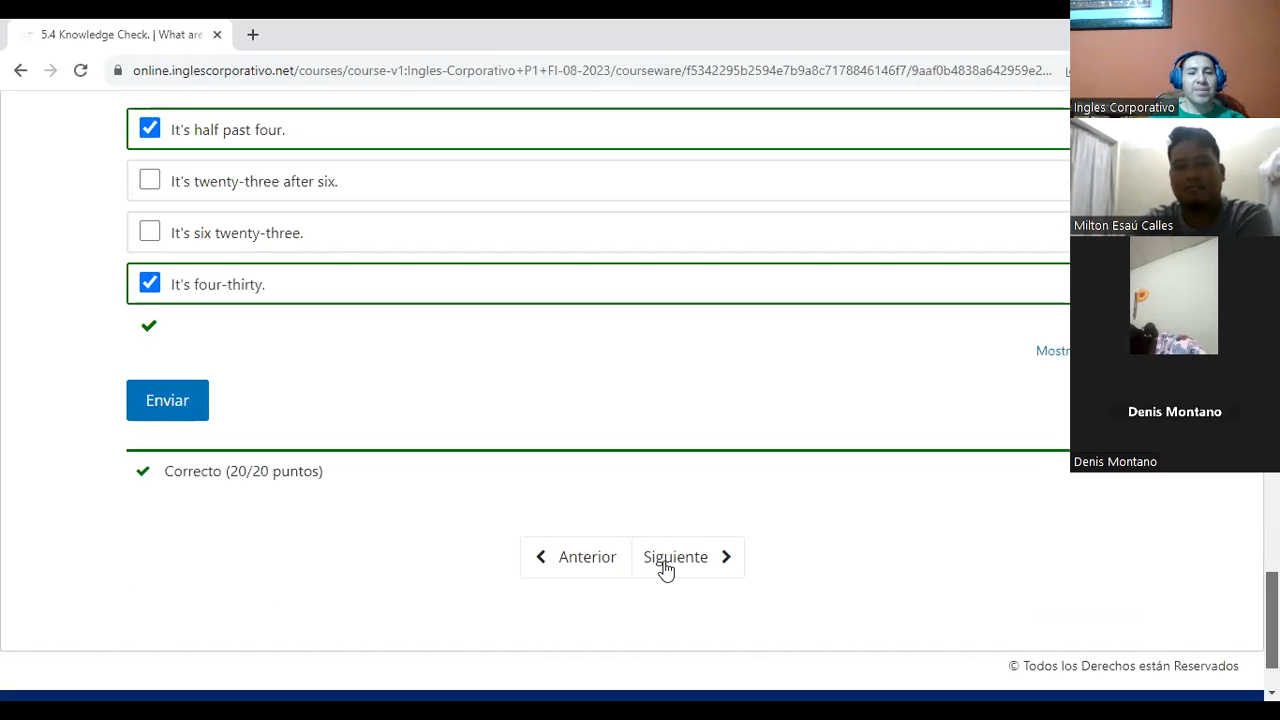 5.4 Knowledge Check. | What are
online.inglescorporativo.net/courses/course-v1:Ingles-Corporativo+P1+FI-08-2023/courseware/f5342295b2594e7b9a8c7178846146f7/9aaf0b4838a642959e2...
It's half past four.
It's twenty-three after six.
It's six twenty-three.
It's four-thirty.
Mostr
Enviar
Correcto (20/20 puntos)
Anterior
Siguiente
© Todos los Derechos están Reservados
Ingles Corporativo
Milton Esaú Calles
Denis Montano
Denis Montano